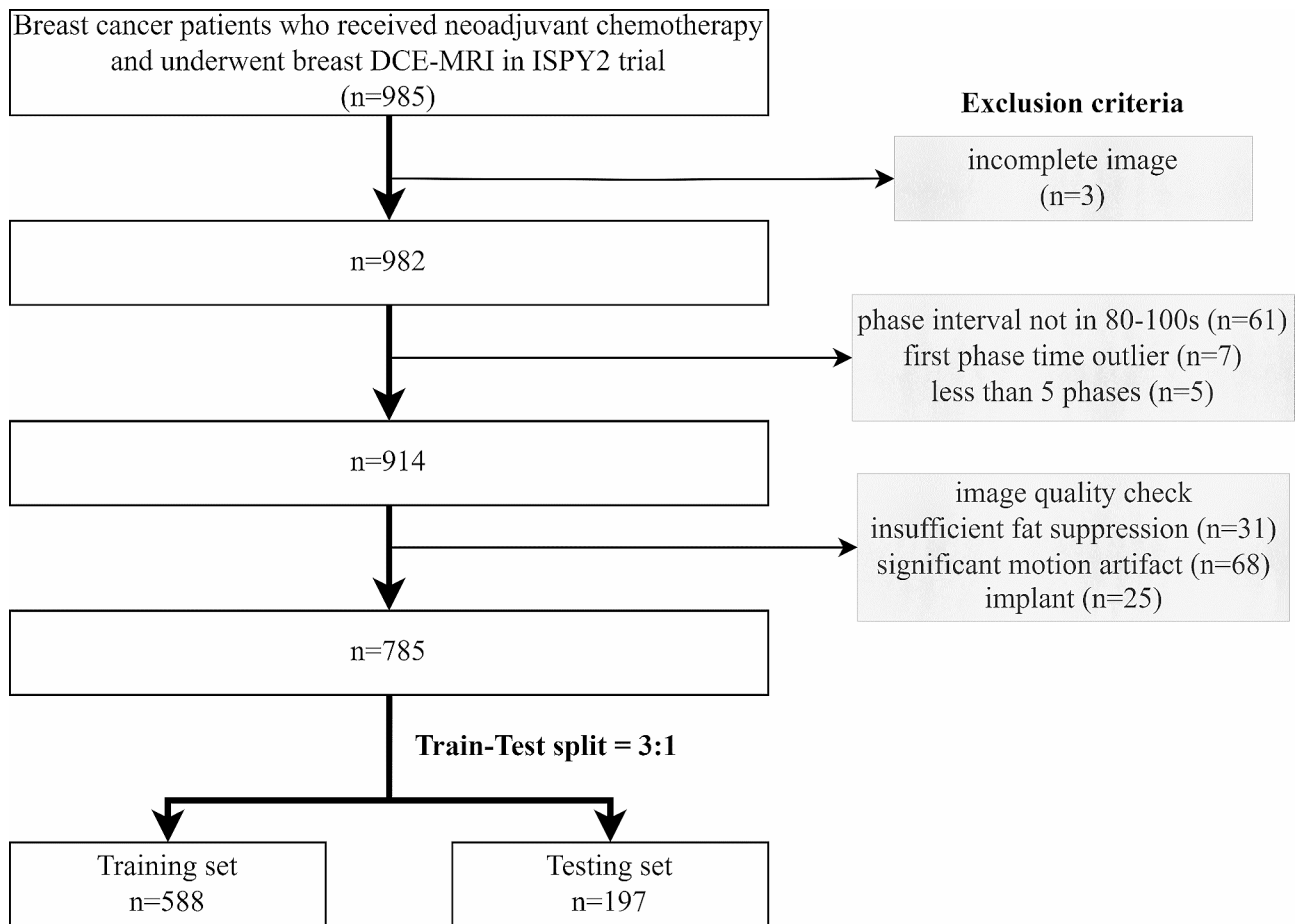 Breast cancer patients who received neoadjuvant chemotherapy
and underwent breast DCE-MRI in ISPY2 trial
(n=985)
Exclusion criteria
incomplete image
(n=3)
n=982
phase interval not in 80-100s (n=61)
first phase time outlier (n=7)
less than 5 phases (n=5)
n=914
image quality check
insufficient fat suppression (n=31)
significant motion artifact (n=68)
implant (n=25)
n=785
Train-Test split = 3:1
Training set
n=588
Testing set
n=197